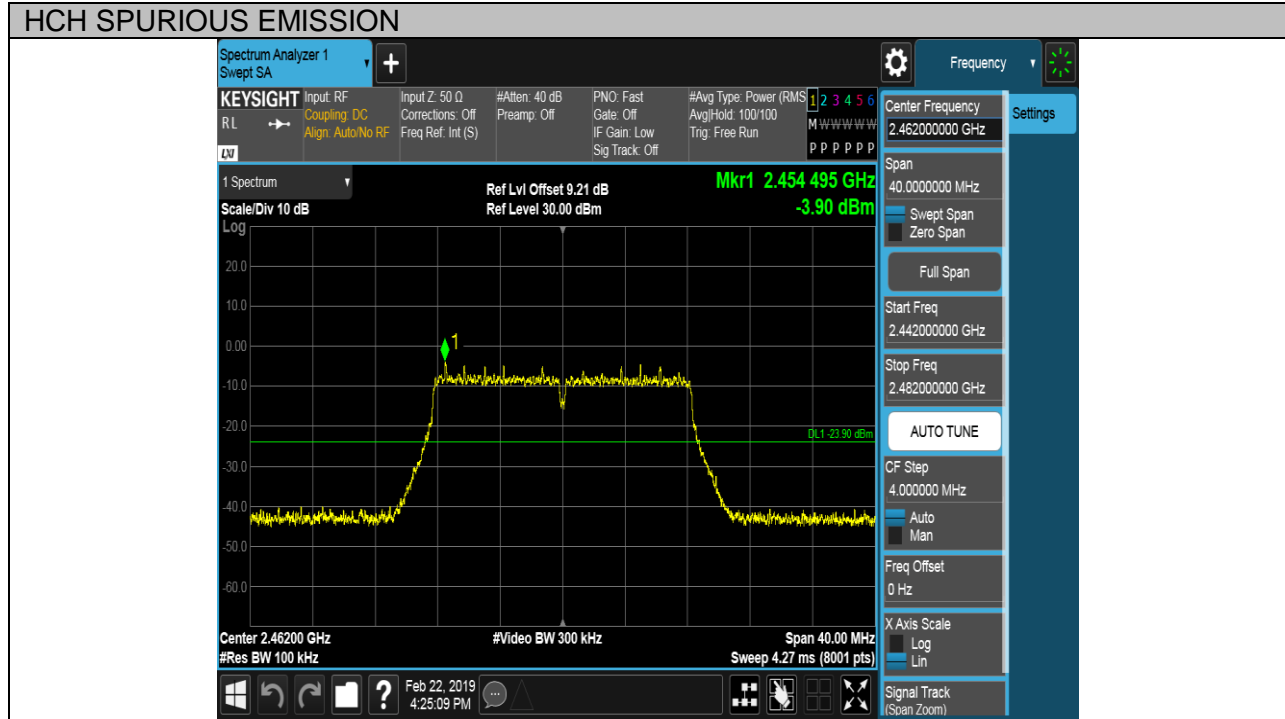 HCH SPURIOUS EMISSION
Spectrum Analyzer 1
Swept SA
+
Frequency
KEYSIGHT
RL
LXI
Input: RF
Coupling: DC
Align: Auto/No RF
Input Z: 50 Ω
Corrections: Off
Freq Ref: Int (S)
#Atten: 40 dB
Preamp: Off
PNO: Fast
Gate: Off
IF Gain: Low
Sig Track: Off
#Avg Type: Power (RMS
Avg|Hold: 100/100
Trig: Free Run
1 2 3 4 5 6
M W W W W W
P P P P P P
1 Spectrum
Scale/Div 10 dB
Log
Ref Lvl Offset 9.21 dB
Ref Level 30.00 dBm
Mkr1 2.454 495 GHz
-3.90 dBm
20.0
10.0
0.00
-10.0
-20.0
-30.0
-40.0
-50.0
-60.0
1
DL1 -23.90 dBm
Center 2.46200 GHz
#Res BW 100 kHz
#Video BW 300 kHz
Span 40.00 MHz
Sweep 4.27 ms (8001 pts)
Center Frequency
2.462000000 GHz
Settings
Span
40.0000000 MHz
Swept Span
Zero Span
Full Span
Start Freq
2.442000000 GHz
Stop Freq
2.482000000 GHz
AUTO TUNE
CF Step
4.000000 MHz
Auto
Man
Freq Offset
0 Hz
X Axis Scale
Log
Lin
Signal Track
(Span Zoom)
?
Feb 22, 2019
4:25:09 PM